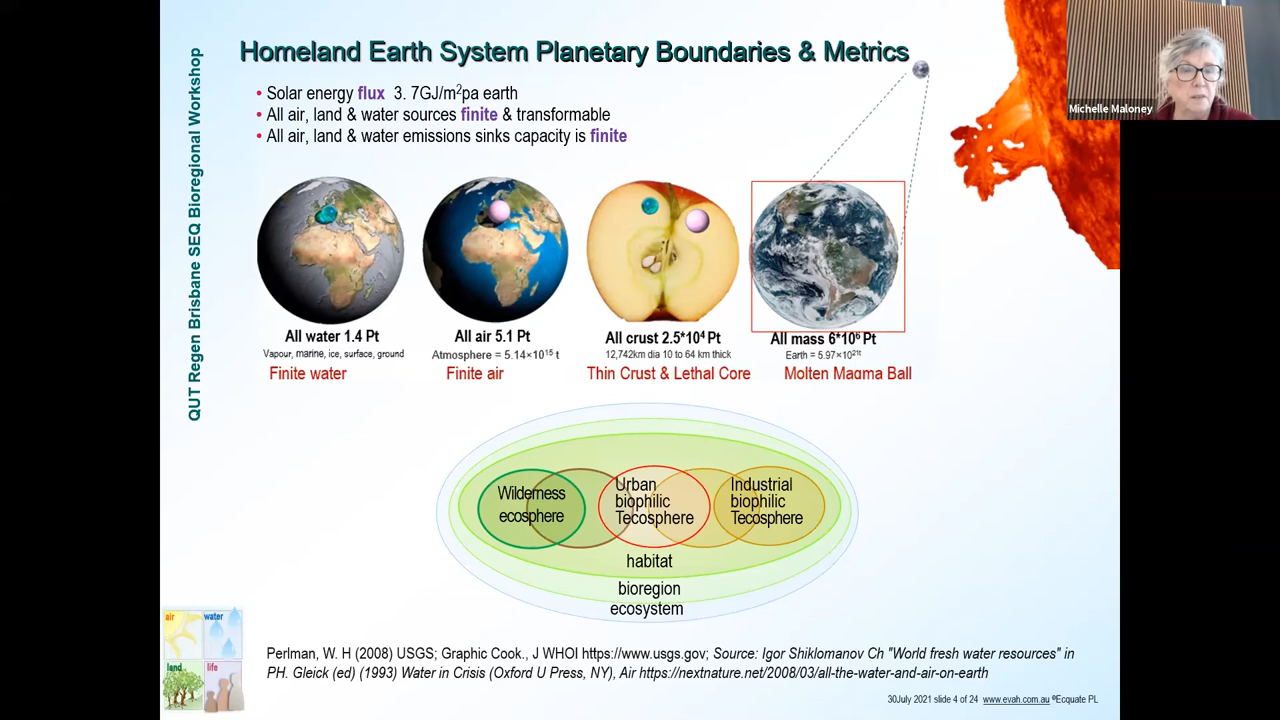 Homeland Earth System Planetary Boundaries & Metrics
Michelle Maloney
QUT Regen Brisbane SEQ Bioregional Workshop
• Solar energy flux 3. 7GJ/m²pa earth
• All air, land & water sources finite & transformable
• All air, land & water emissions sinks capacity is finite
All water 1.4 Pt
Vapour, marine, ice, surface, ground
Finite water
All air 5.1 Pt
Atmosphere = 5.14×10¹⁵ t
Finite air
All crust 2.5*10⁴ Pt
12,742km dia 10 to 64 km thick
Thin Crust & Lethal Core
All mass 6*10⁶ Pt
Earth = 5.97×10²¹ᵗ
Molten Magma Ball
Wilderness
ecosphere
Urban
biophilic
Tecosphere
Industrial
biophilic
Tecosphere
habitat
bioregion
ecosystem
air
water
land
life
Perlman, W. H (2008) USGS; Graphic Cook., J WHOI https://www.usgs.gov; Source: Igor Shiklomanov Ch "World fresh water resources" in
PH. Gleick (ed) (1993) Water in Crisis (Oxford U Press, NY), Air https://nextnature.net/2008/03/all-the-water-and-air-on-earth
30July 2021 slide 4 of 24 www.evah.com.au ®Ecquate PL